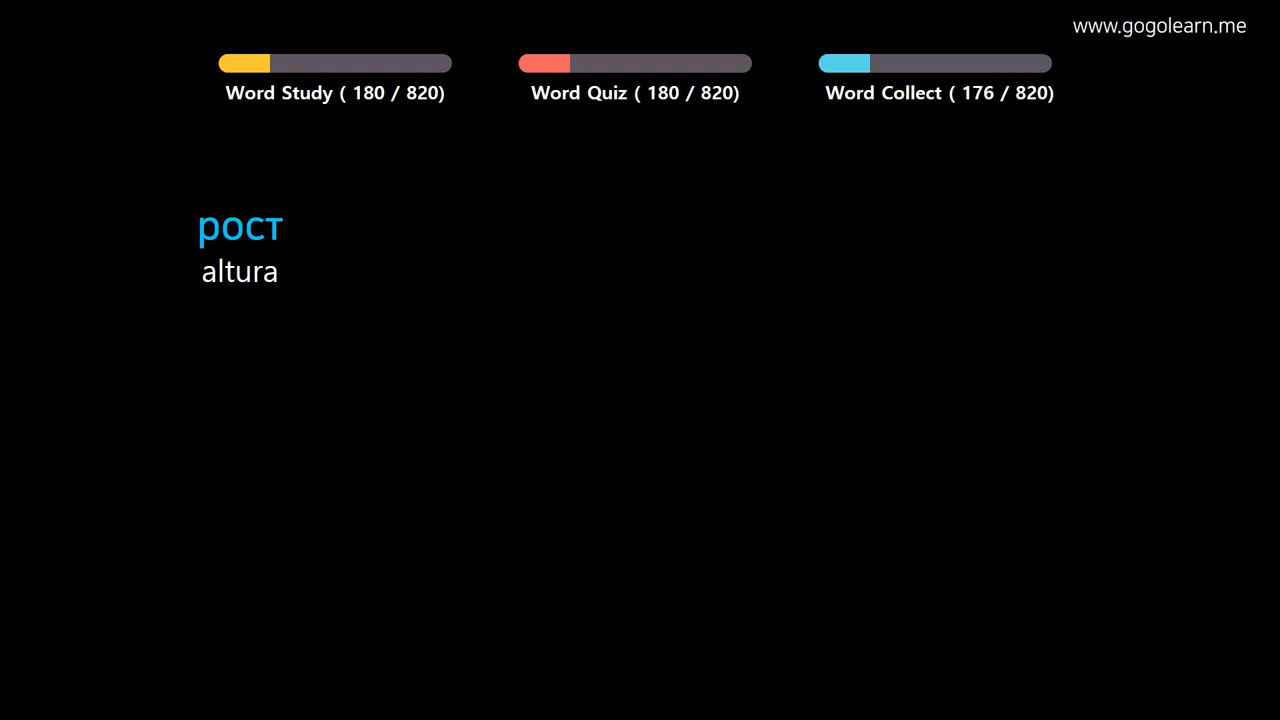 www.gogolearn.me
Word Study ( 180 / 820)
Word Quiz ( 180 / 820)
Word Collect ( 176 / 820)
рост
altura